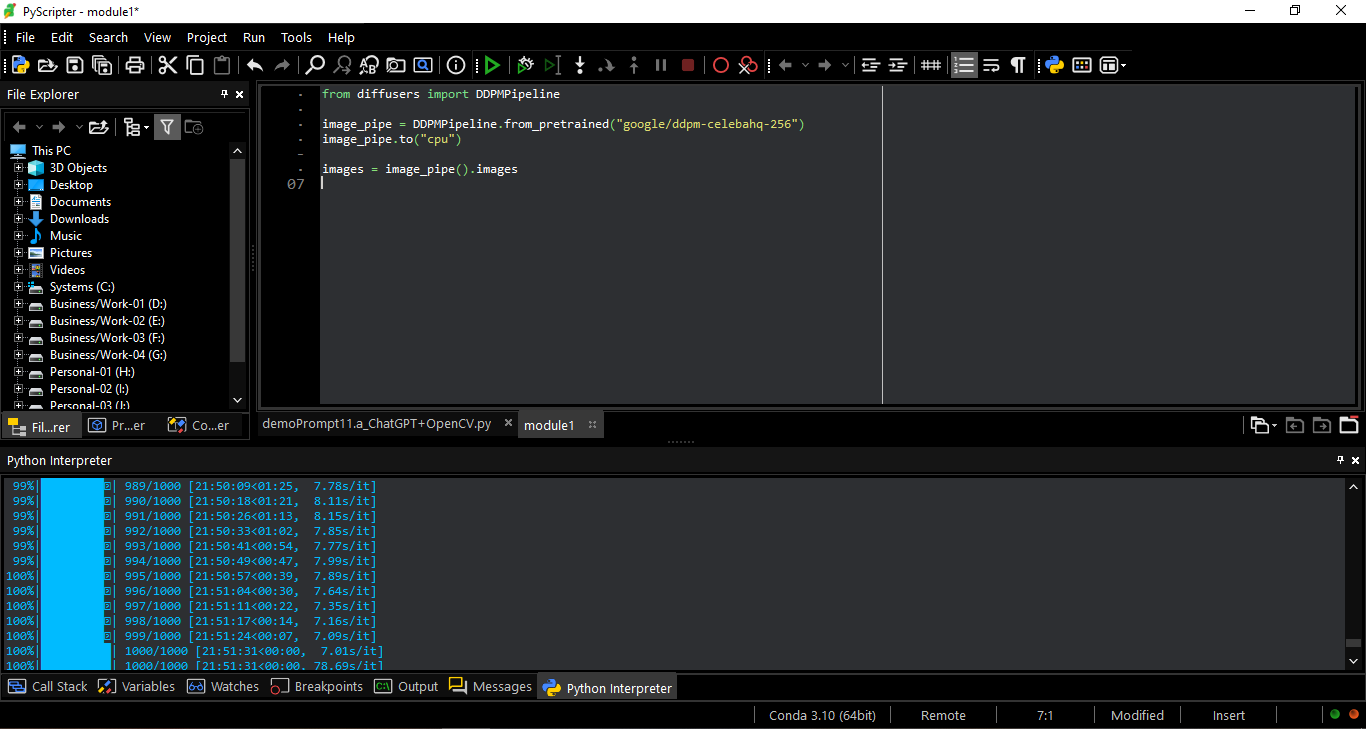 PyScripter - module1*
File Edit Search View Project Run Tools Help
File Explorer
This PC
3D Objects
Desktop
Documents
Downloads
Music
Pictures
Videos
Systems (C:)
Business/Work-01 (D:)
Business/Work-02 (E:)
Business/Work-03 (F:)
Business/Work-04 (G:)
Personal-01 (H:)
Personal-02 (I:)
Personal-03 (J:)
Fil...rer Pr...er Co...er
from diffusers import DDPMPipeline
image_pipe = DDPMPipeline.from_pretrained("google/ddpm-celebahq-256")
image_pipe.to("cpu")
images = image_pipe().images
07
demoPrompt11.a_ChatGPT+OpenCV.py module1
Python Interpreter
99%| | 989/1000 [21:50:09<01:25, 7.78s/it]
99%| | 990/1000 [21:50:18<01:21, 8.11s/it]
99%| | 991/1000 [21:50:26<01:13, 8.15s/it]
99%| | 992/1000 [21:50:33<01:02, 7.85s/it]
99%| | 993/1000 [21:50:41<00:54, 7.77s/it]
99%| | 994/1000 [21:50:49<00:47, 7.99s/it]
100%| | 995/1000 [21:50:57<00:39, 7.89s/it]
100%| | 996/1000 [21:51:04<00:30, 7.64s/it]
100%| | 997/1000 [21:51:11<00:22, 7.35s/it]
100%| | 998/1000 [21:51:17<00:14, 7.16s/it]
100%| | 999/1000 [21:51:24<00:07, 7.09s/it]
100%| | 1000/1000 [21:51:31<00:00, 7.01s/it]
100%| | 1000/1000 [21:51:31<00:00, 78.69s/it]
Call Stack Variables Watches Breakpoints Output Messages Python Interpreter
Conda 3.10 (64bit) Remote 7:1 Modified Insert